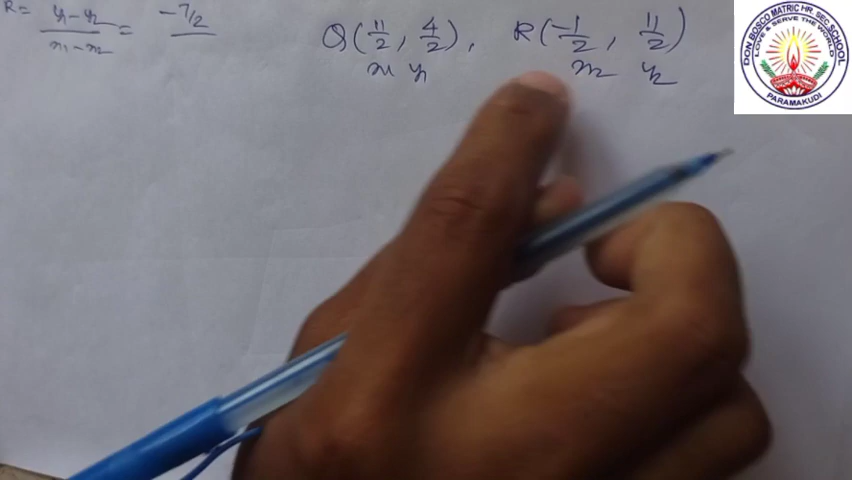 R = y₁ - y₂ / x₁ - x₂ = -7/2 /
Q(11/2, 4/2), R(-1/2, 11/2)
x₁ y₁ x₂ y₂
DON BOSCO MATRIC HR. SEC. SCHOOL
LOVE & SERVE THE WORLD
PARAMAKUDI